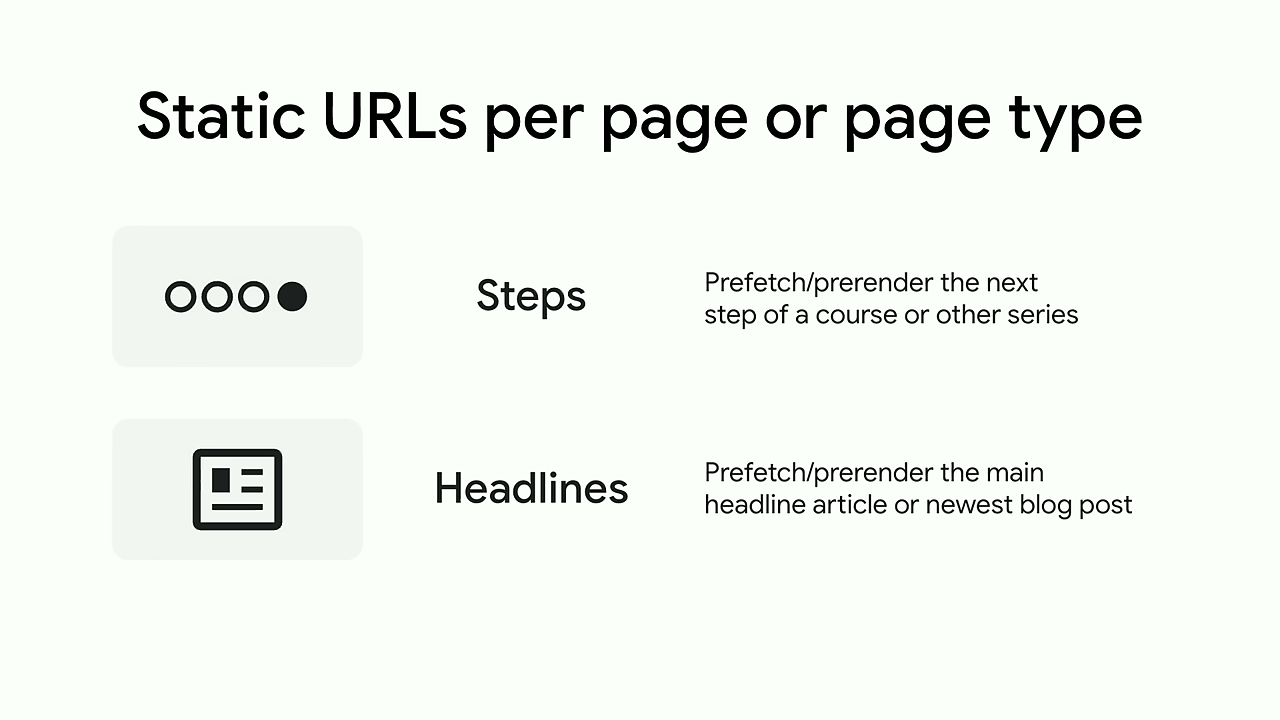 Static URLs per page or page type
Steps
Prefetch/prerender the next
step of a course or other series
Headlines
Prefetch/prerender the main
headline article or newest blog post